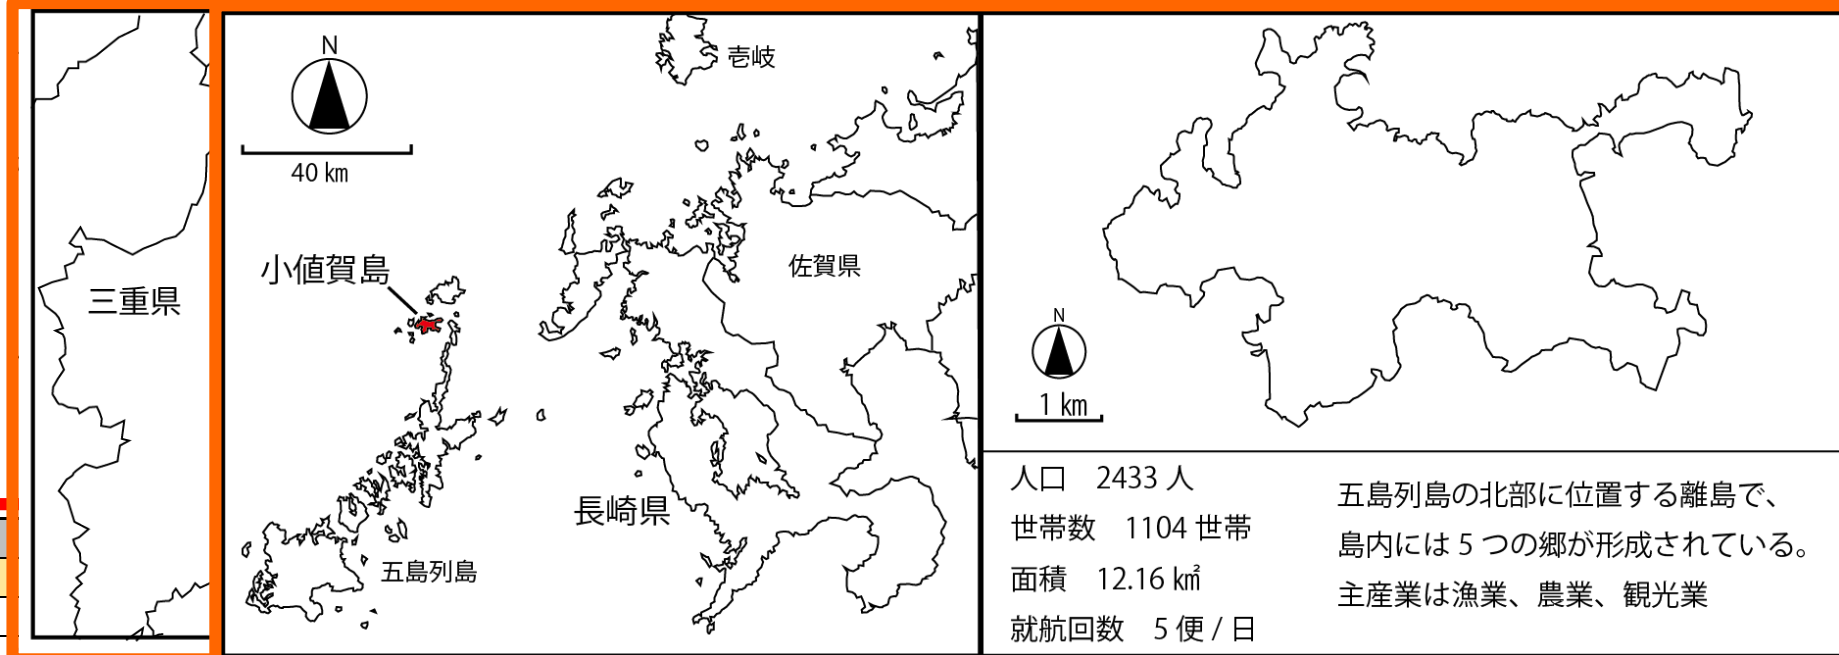 三重県
N
40 km
壱岐
小値賀島
佐賀県
長崎県
五島列島
N
1 km
人口　2433 人
世帯数　1104 世帯
面積　12.16 ㎢
就航回数　5 便 / 日
五島列島の北部に位置する離島で、
島内には 5 つの郷が形成されている。
主産業は漁業、農業、観光業